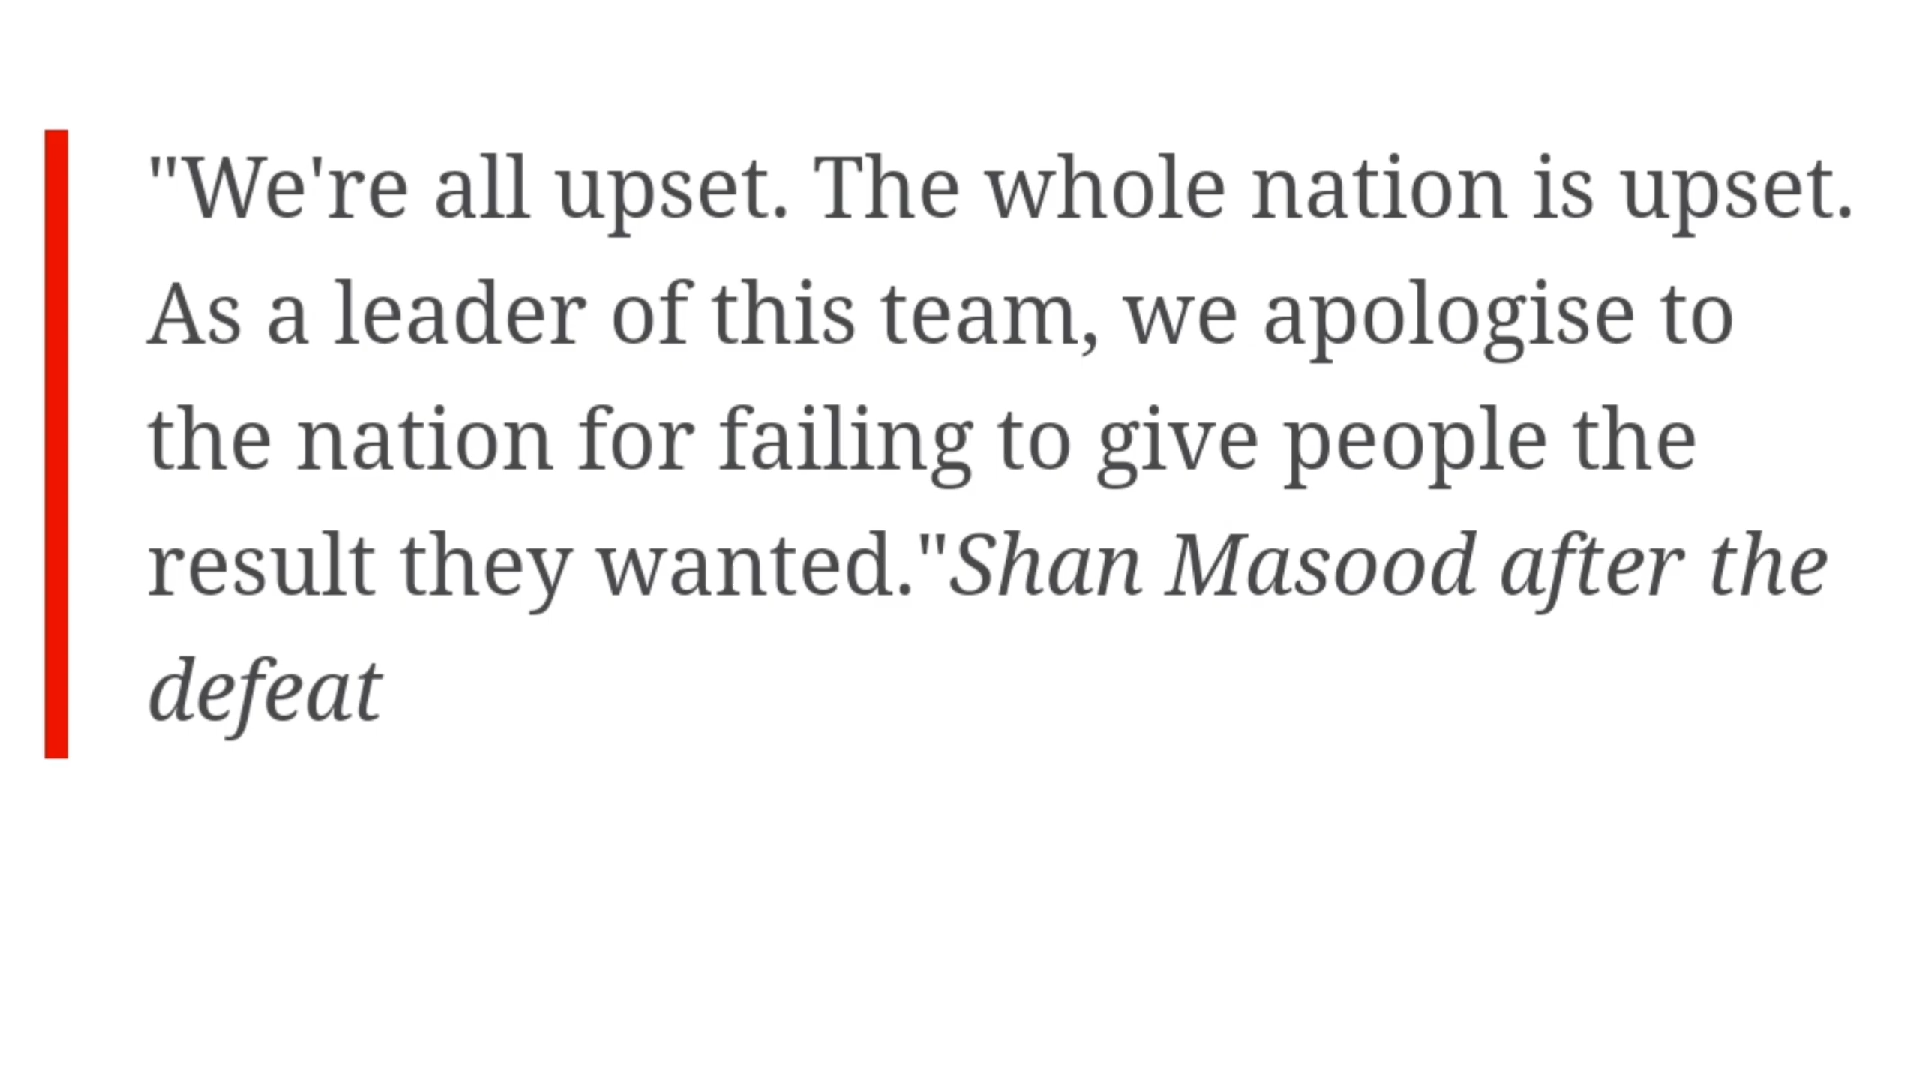 "We're all upset. The whole nation is upset.
As a leader of this team, we apologise to
the nation for failing to give people the
result they wanted."Shan Masood after the
defeat